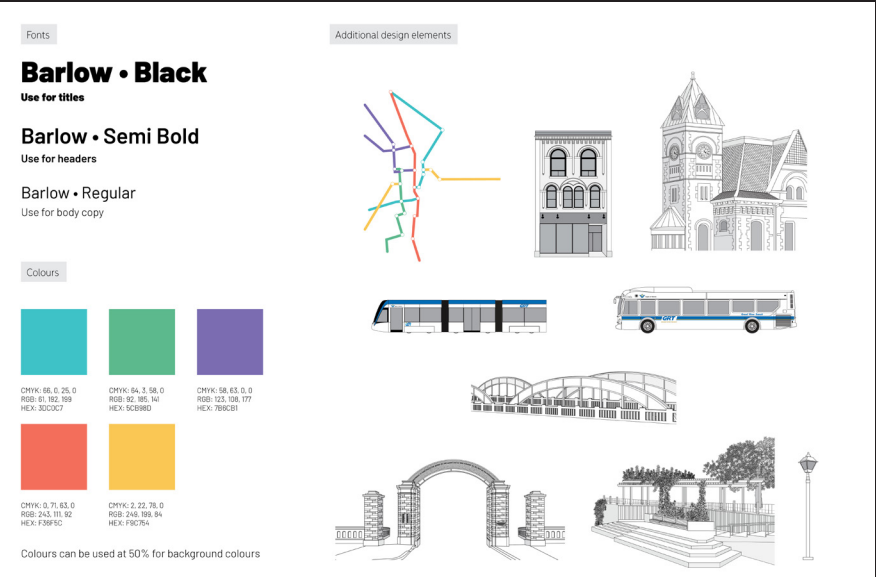 Fonts
Barlow • Black
Use for titles
Barlow • Semi Bold
Use for headers
Barlow • Regular
Use for body copy
Colours
CMYK: 66, 0, 25, 0
RGB: 61, 192, 199
HEX: 3DC0C7
CMYK: 64, 3, 58, 0
RGB: 92, 185, 141
HEX: 5CB98D
CMYK: 58, 63, 0, 0
RGB: 123, 108, 177
HEX: 7B6CB1
CMYK: 0, 71, 63, 0
RGB: 243, 111, 92
HEX: F36F5C
CMYK: 2, 22, 78, 0
RGB: 249, 199, 84
HEX: F9C754
Colours can be used at 50% for background colours
Additional design elements
GRT
GRT